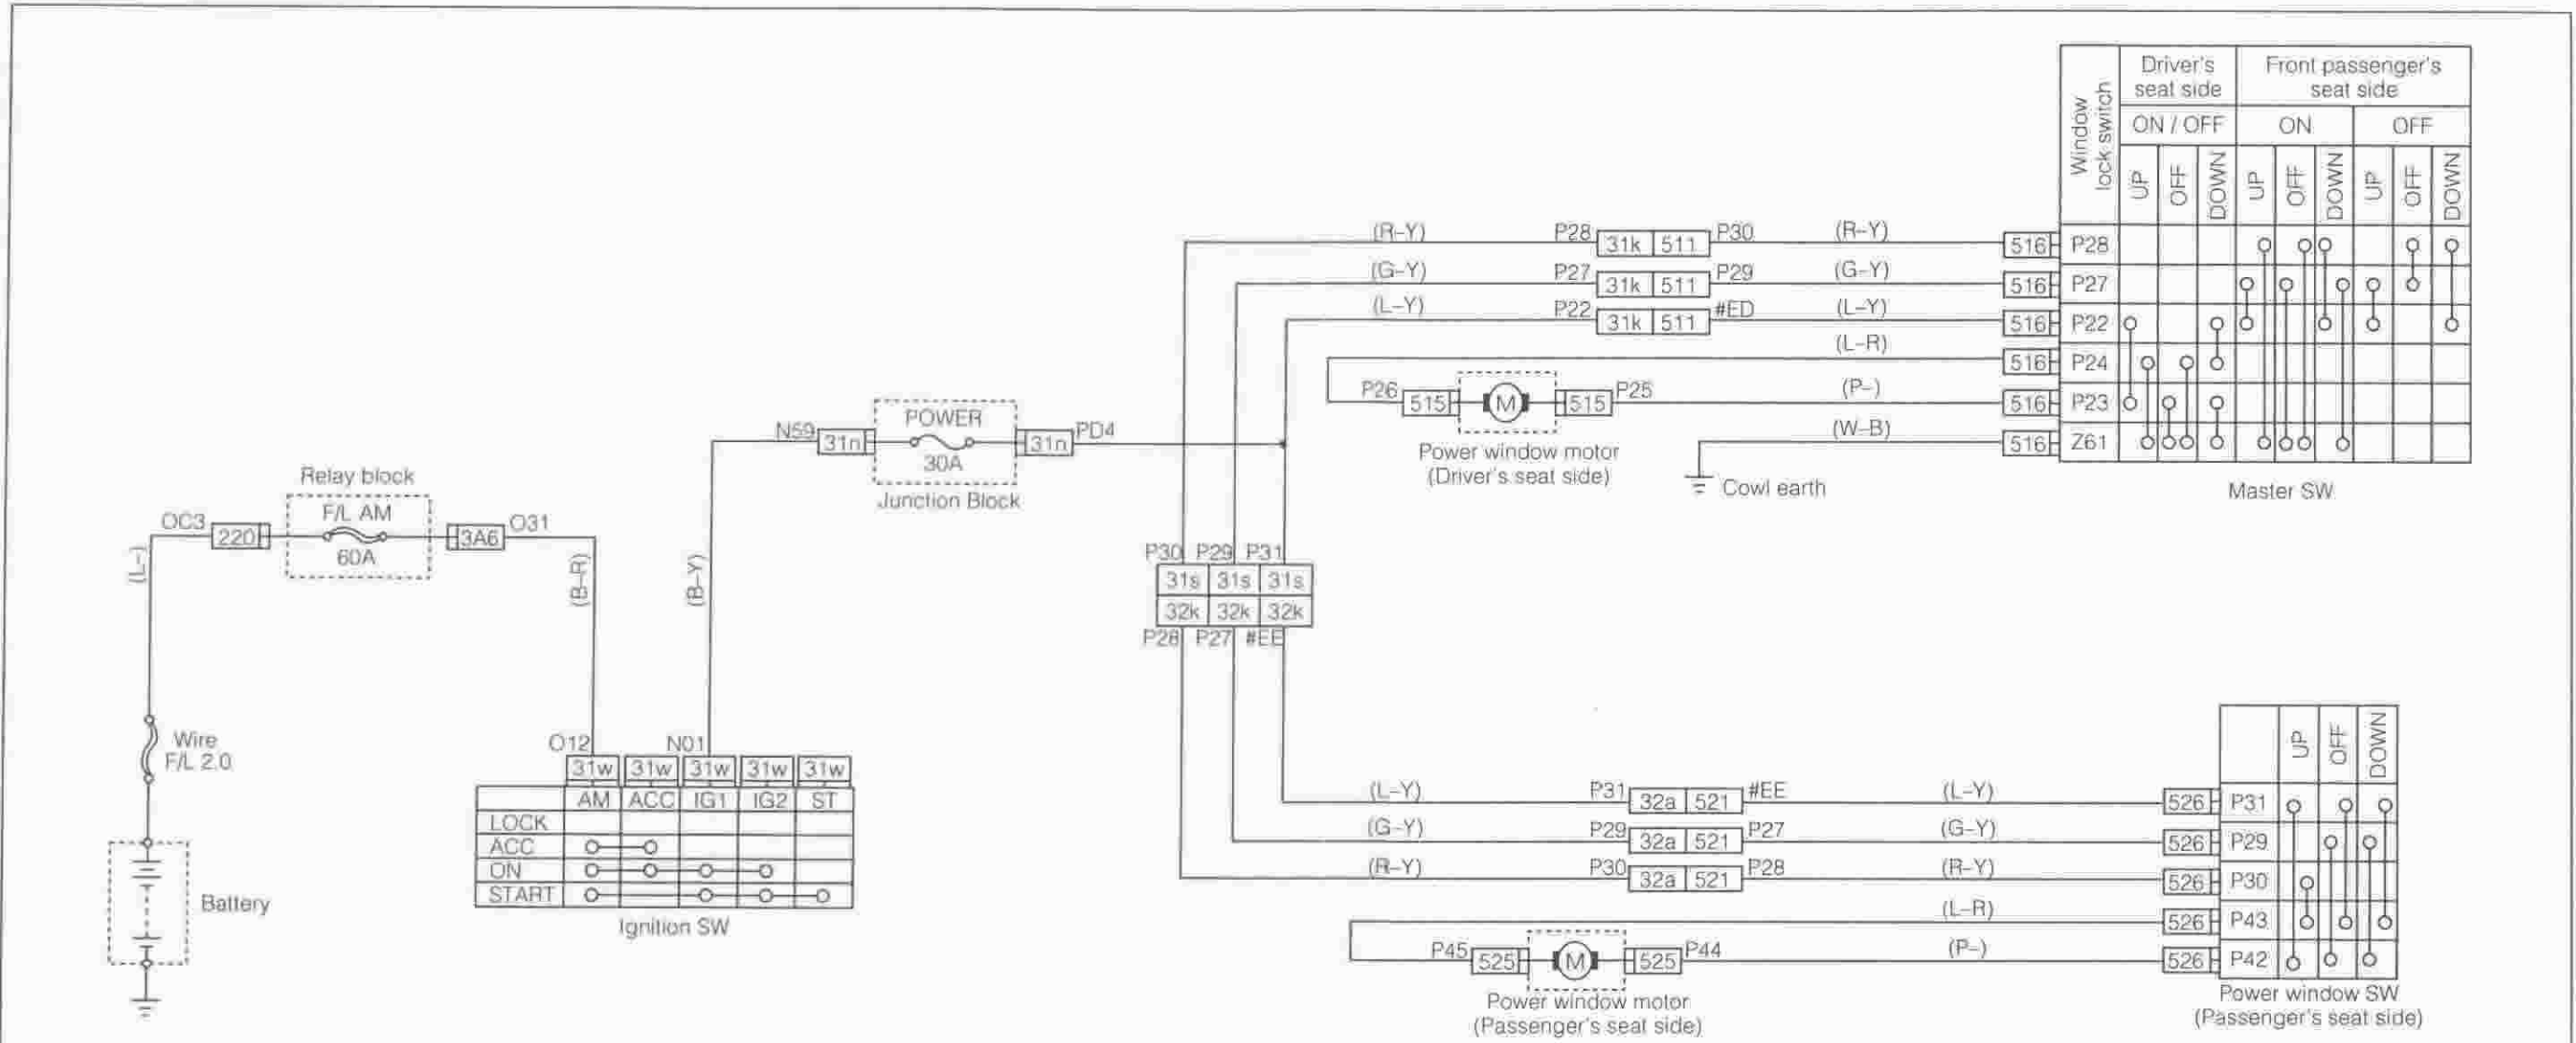 Window lock switch
Driver's seat side
Front passenger's seat side
ON / OFF
ON
OFF
UP
OFF
DOWN
UP
OFF
DOWN
UP
OFF
DOWN
(R–Y)
P28
31k
511
P30
(R–Y)
516
P28
(G–Y)
P27
31k
511
P29
(G–Y)
516
P27
(L–Y)
P22
31k
511
#ED
(L–Y)
516
P22
(L–R)
516
P24
P26
515
M
515
P25
(P–)
516
P23
Power window motor
(Driver's seat side)
(W–B)
516
Z61
Cowl earth
Master SW
N59
31n
POWER
30A
31n
PD4
Junction Block
Relay block
OC3
220
F/L AM
60A
3A6
O31
(L–)
(B–R)
(B–Y)
P30
P29
P31
31s
31s
31s
32k
32k
32k
P28
P27
#EE
Wire
F/L 2.0
Battery
O12
N01
31w
31w
31w
31w
31w
AM
ACC
IG1
IG2
ST
LOCK
ACC
ON
START
Ignition SW
UP
OFF
DOWN
(L–Y)
P31
32a
521
#EE
(L–Y)
526
P31
(G–Y)
P29
32a
521
P27
(G–Y)
526
P29
(R–Y)
P30
32a
521
P28
(R–Y)
526
P30
(L–R)
526
P43
P45
525
M
525
P44
(P–)
526
P42
Power window motor
(Passenger's seat side)
Power window SW
(Passenger's seat side)